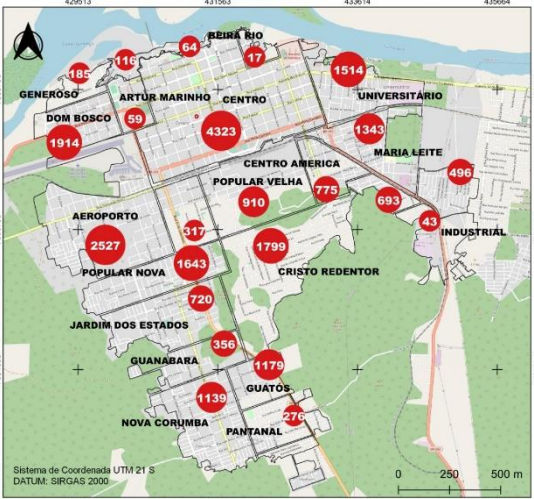 429513 431563 433614 435664
BEIRA RIO
64
17
116
185
1514
GENEROSO
ARTUR MARINHO
CENTRO
UNIVERSITÁRIO
DOM BOSCO
59
4323
1343
1914
MARIA LEITE
CENTRO AMERICA
496
POPULAR VELHA
775
693
910
AEROPORTO
43
317
INDUSTRIAL
2527
1799
1643
POPULAR NOVA
CRISTO REDENTOR
720
JARDIM DOS ESTADOS
356
GUANABARA
1179
GUATÓS
1139
276
NOVA CORUMBA
PANTANAL
Sistema de Coordenada UTM 21 S
DATUM: SIRGAS 2000
0 250 500 m